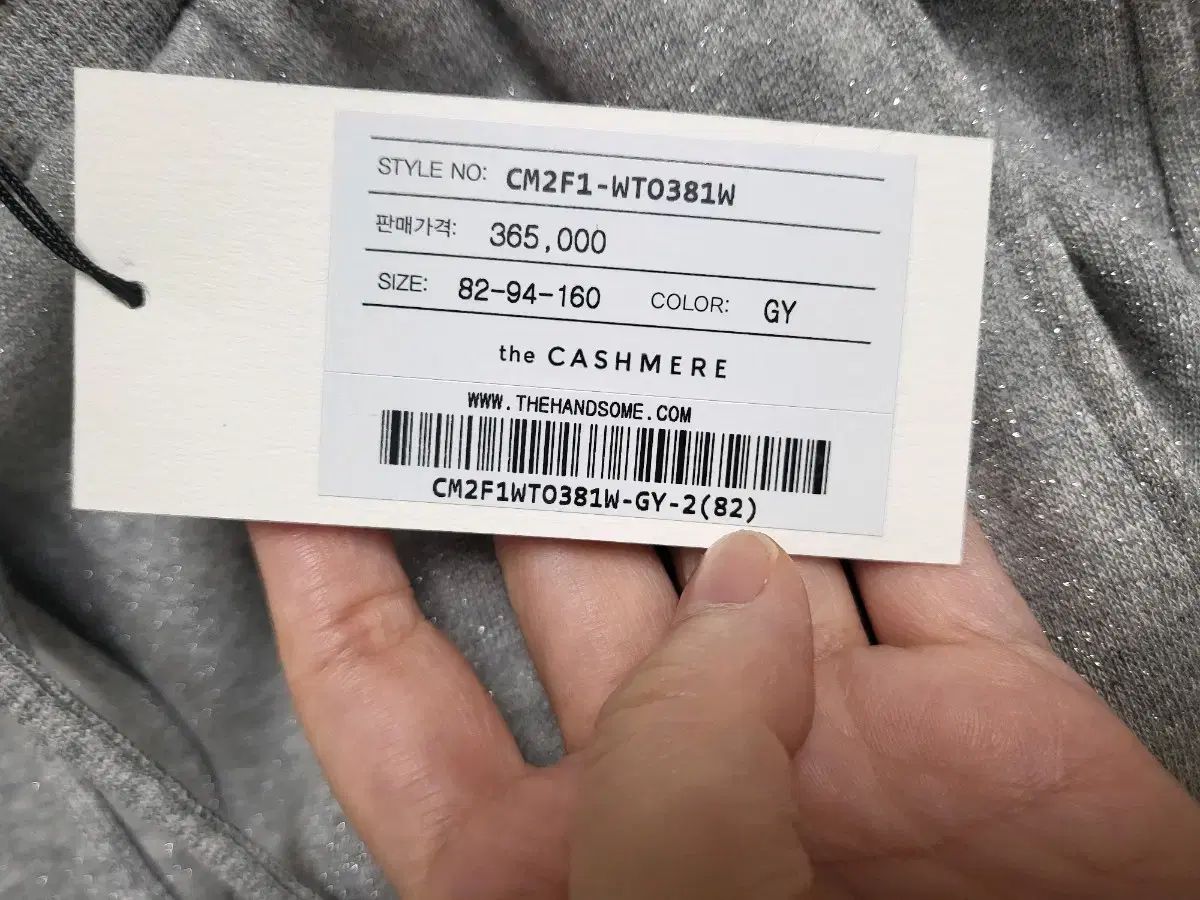 STYLE NO: CM2F1-WTO381W
판매가격: 365,000
SIZE: 82-94-160 COLOR: GY
the CASHMERE
WWW.THEHANDSOME.COM
CM2F1WTO381W-GY-2(82)